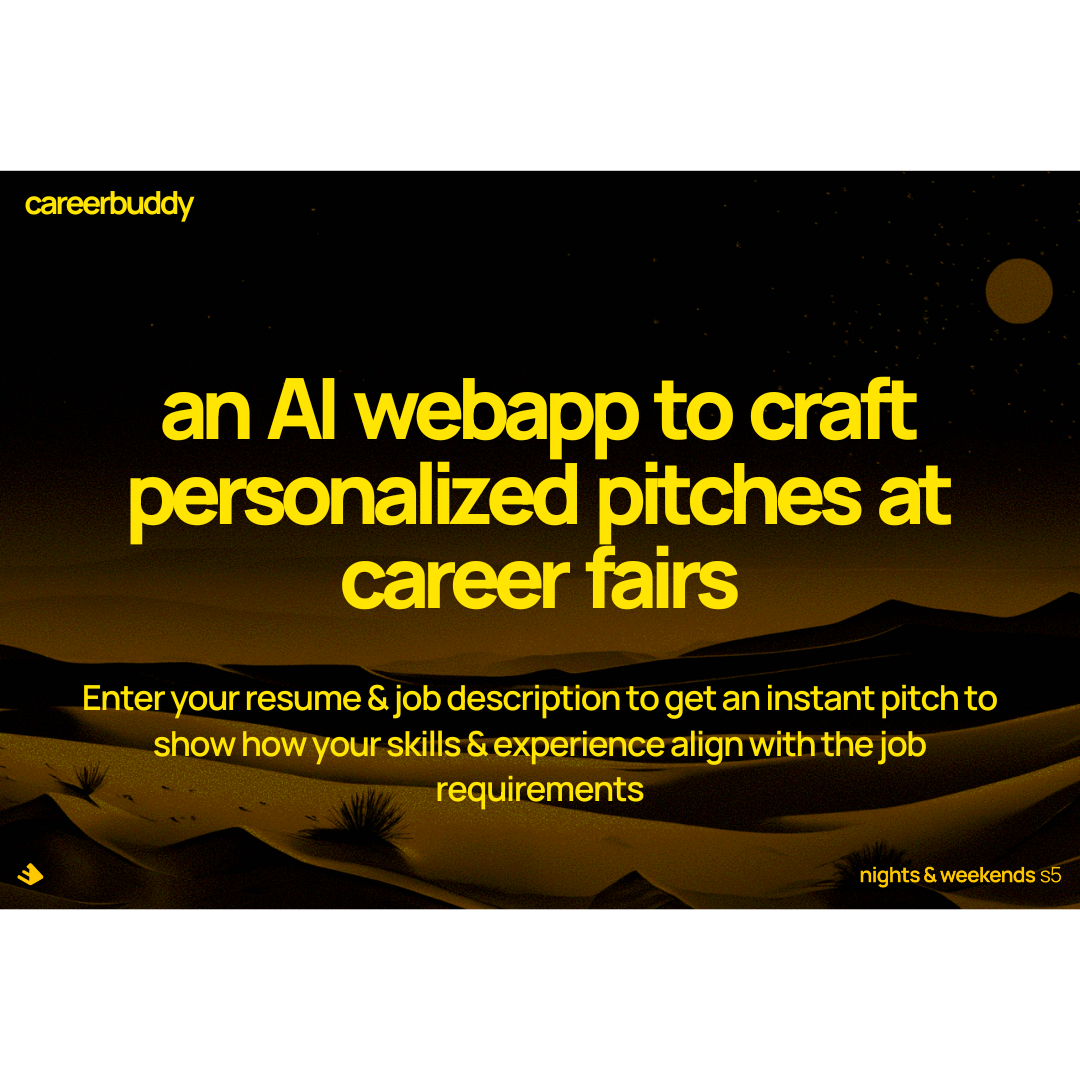 careerbuddy
an AI webapp to craft
personalized pitches at
career fairs
Enter your resume & job description to get an instant pitch to
show how your skills & experience align with the job
requirements
nights & weekends s5